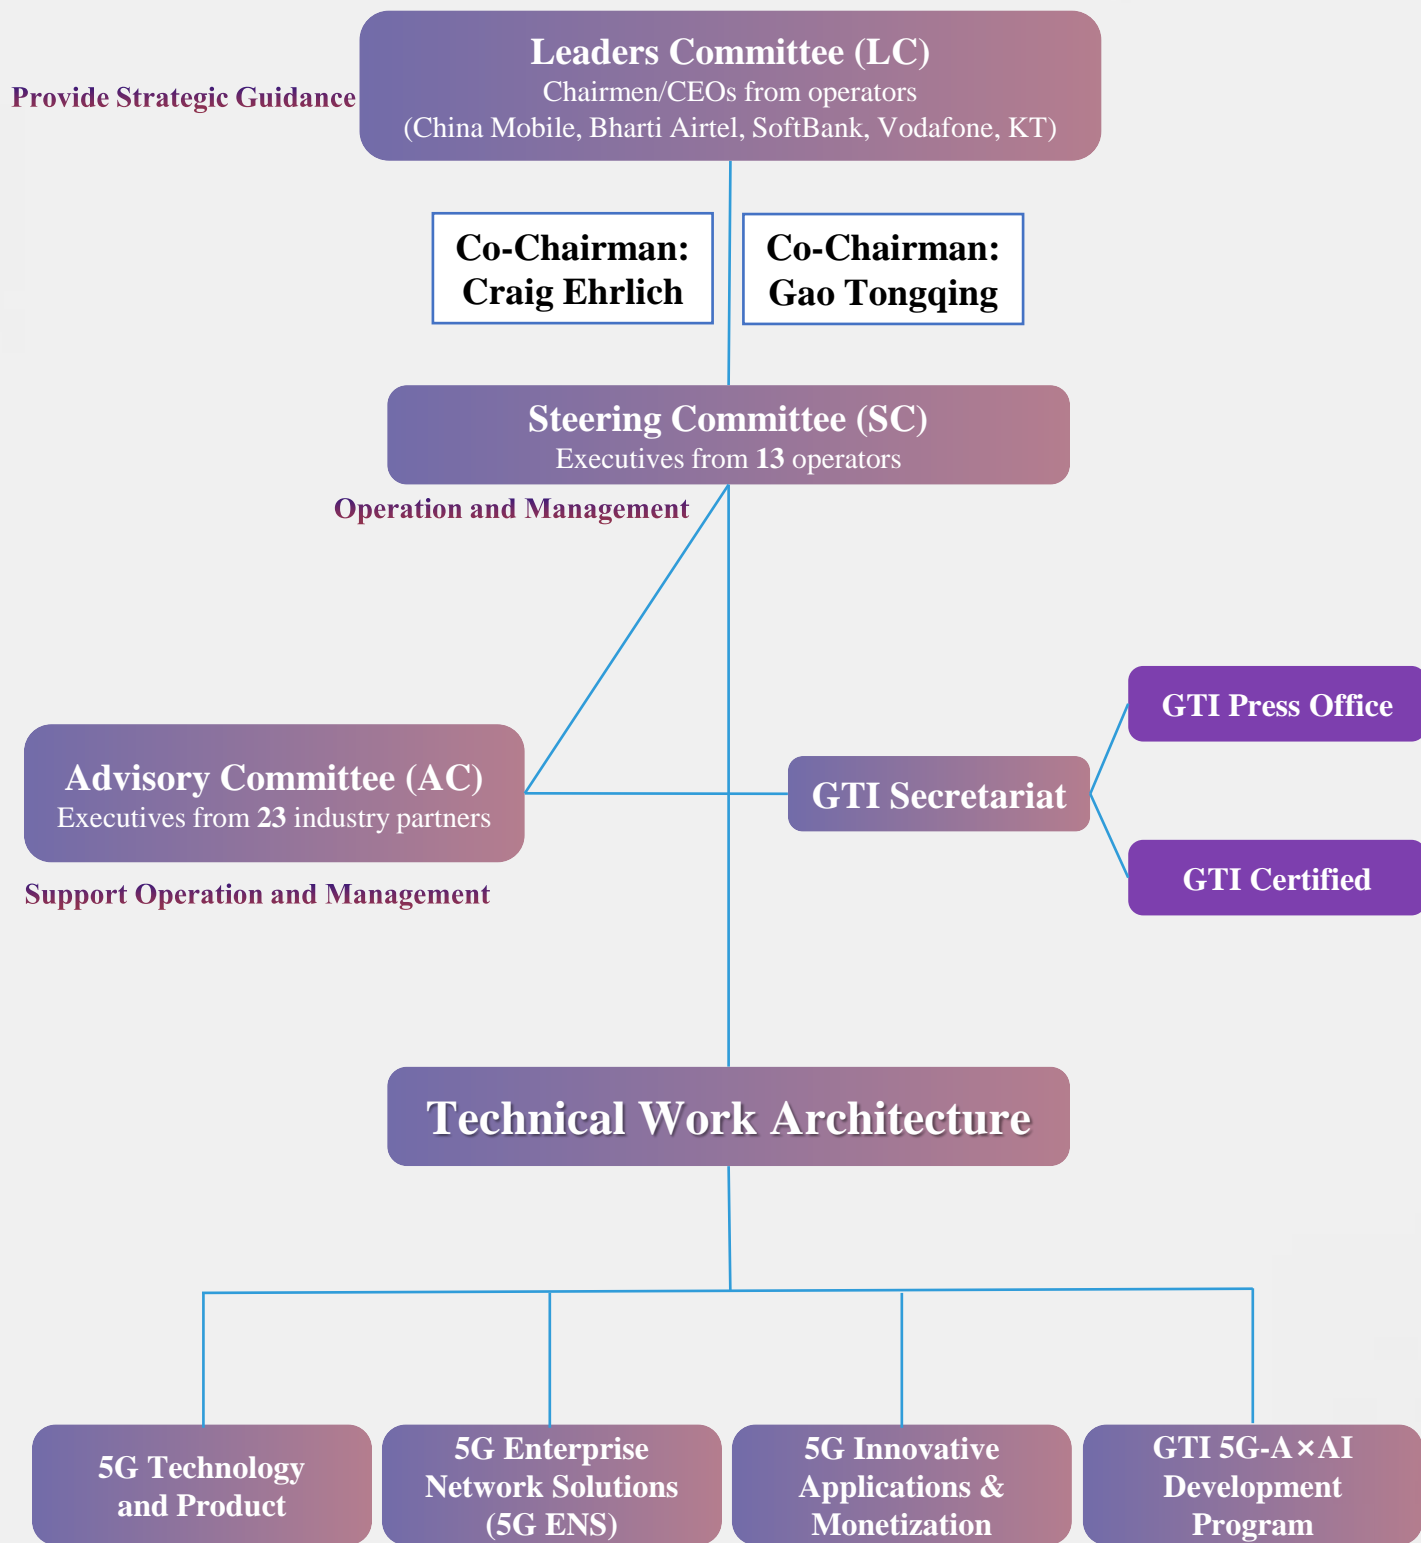 Leaders Committee (LC)
Chairmen/CEOs from operators
(China Mobile, Bharti Airtel, SoftBank, Vodafone, KT)
Provide Strategic Guidance
Co-Chairman:
Craig Ehrlich
Co-Chairman:
Gao Tongqing
Steering Committee (SC)
Executives from 13 operators
Operation and Management
Advisory Committee (AC)
Executives from 23 industry partners
Support Operation and Management
GTI Secretariat
GTI Press Office
GTI Certified
Technical Work Architecture
5G Technology
and Product
5G Enterprise
Network Solutions
(5G ENS)
5G Innovative
Applications &
Monetization
GTI 5G-A×AI
Development
Program